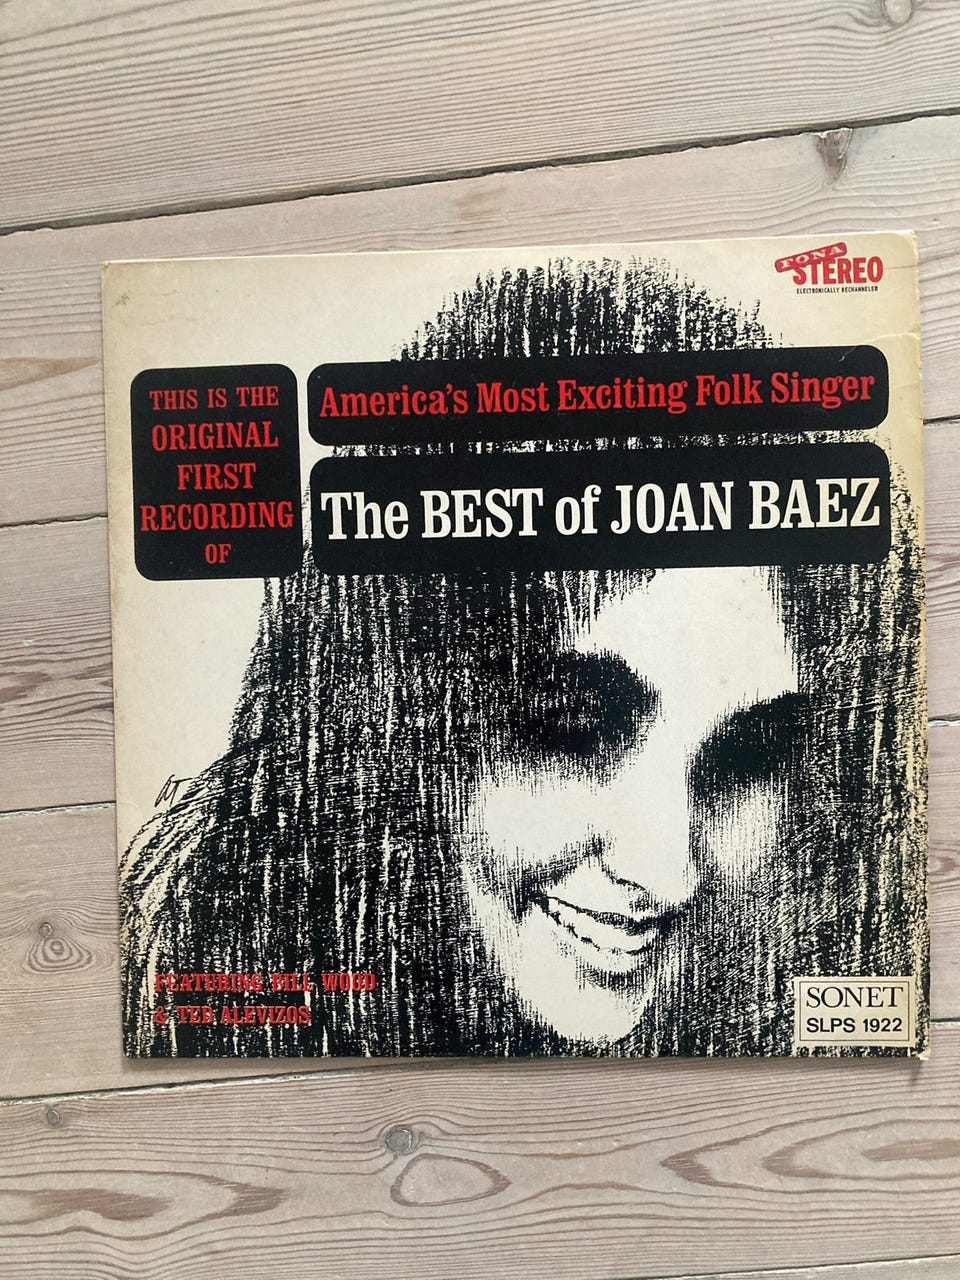 FONA
STEREO
ELECTRONICALLY RECHANNELED
THIS IS THE
ORIGINAL
FIRST
RECORDING
OF
America's Most Exciting Folk Singer
The BEST of JOAN BAEZ
FEATURING BILL WOOD
& TED ALEVIZOS
SONET
SLPS 1922